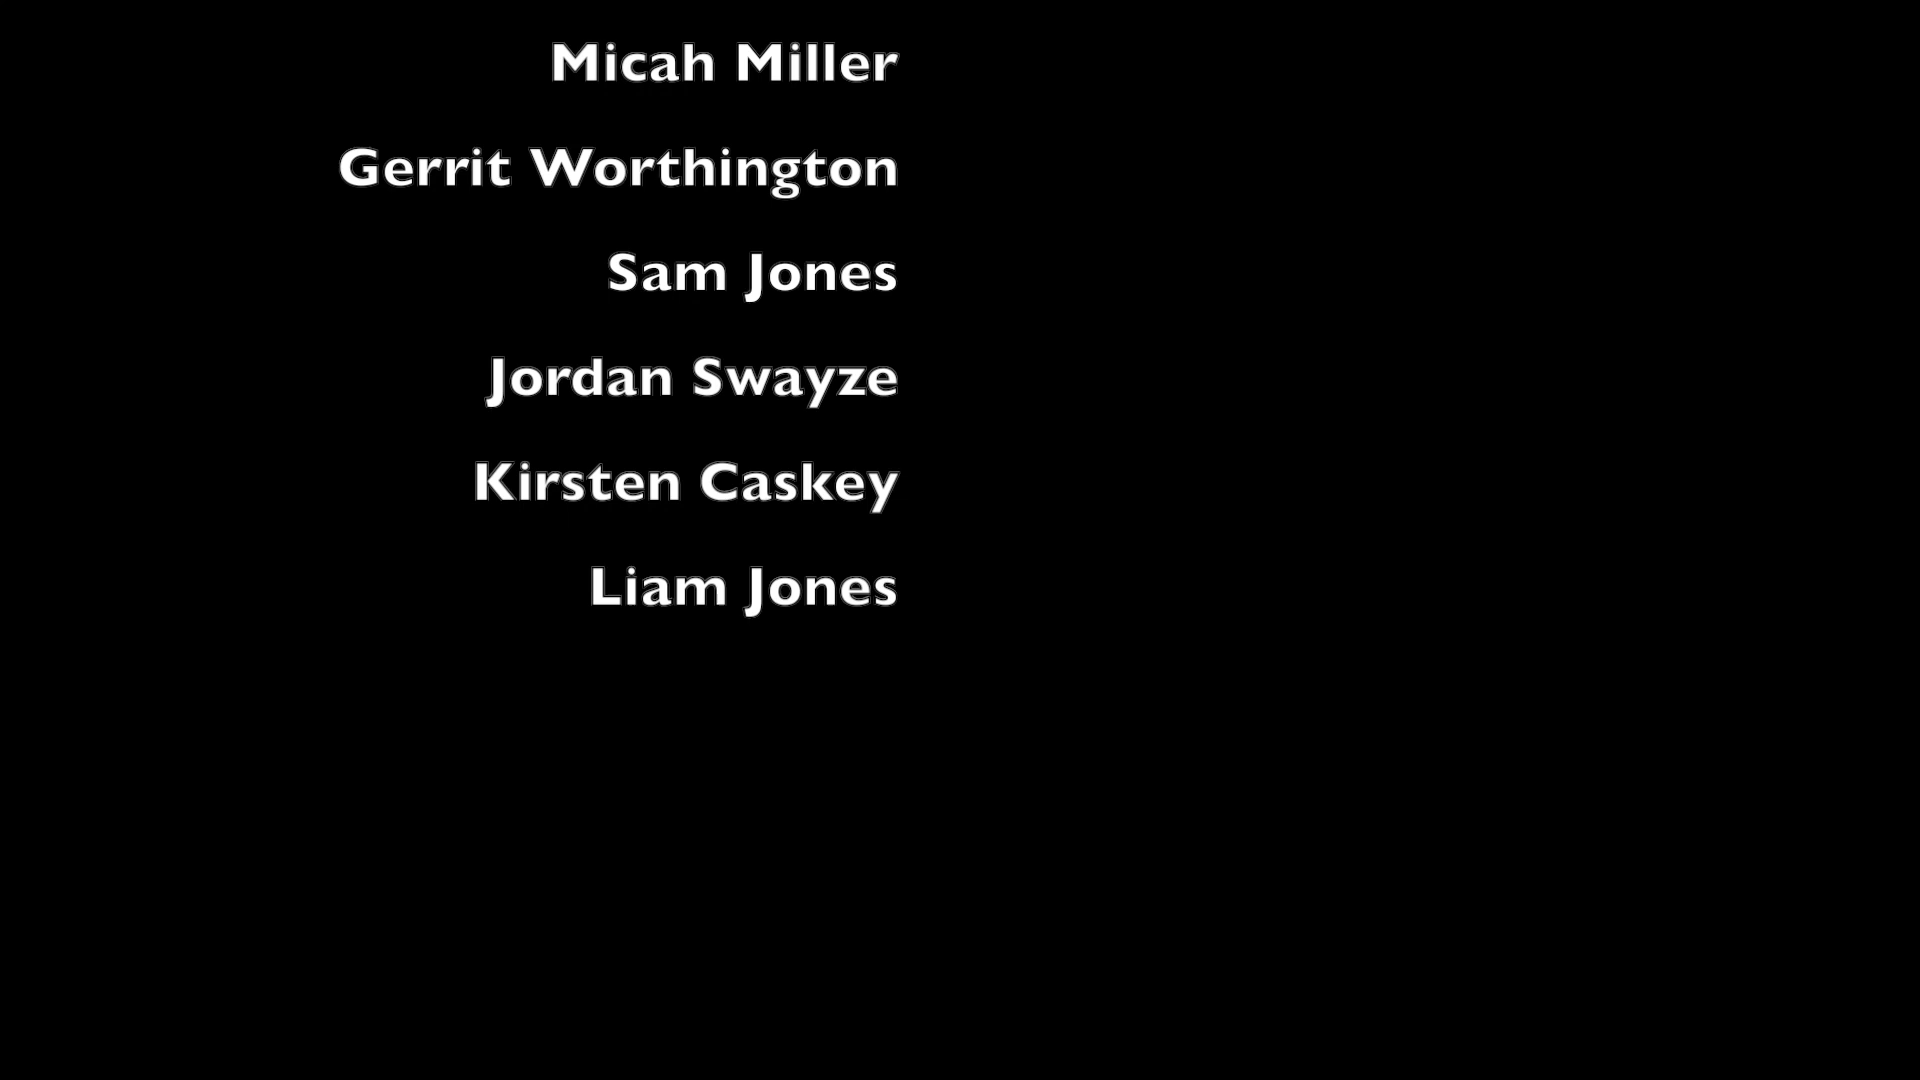 Micah Miller
Gerrit Worthington
Sam Jones
Jordan Swayze
Kirsten Caskey
Liam Jones